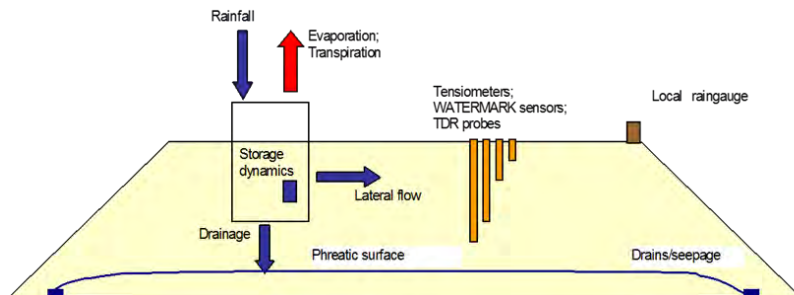 Rainfall
Evaporation;
Transpiration
Tensiometers;
WATERMARK sensors;
TDR probes
Local raingauge
Storage
dynamics
Lateral flow
Drainage
Phreatic surface
Drains/seepage